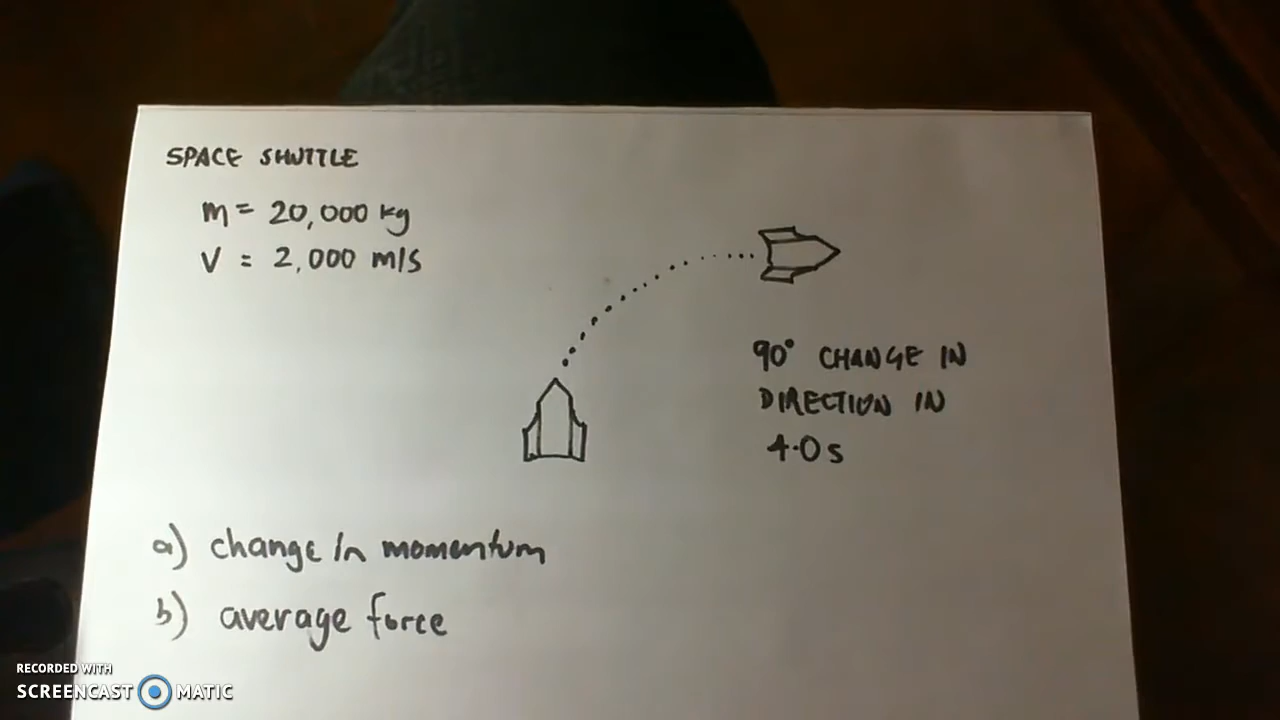 SPACE SHUTTLE
m = 20,000 kg
V = 2,000 m/s
90° CHANGE IN
DIRECTION IN
4.0s
a) change in momentum
b) average force
RECORDED WITH
SCREENCAST MATIC